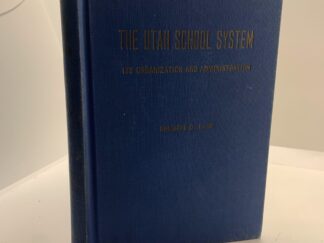 THE UTAH SCHOOL SYSTEM
ITS ORGANIZATION AND ADMINISTRATION